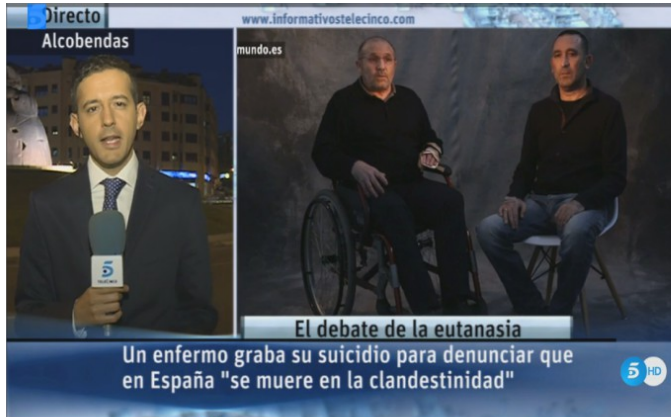 Directo
www.informativostelecinco.com
Alcobendas
mundo.es
El debate de la eutanasia
Un enfermo graba su suicidio para denunciar que
en España "se muere en la clandestinidad"
5 HD